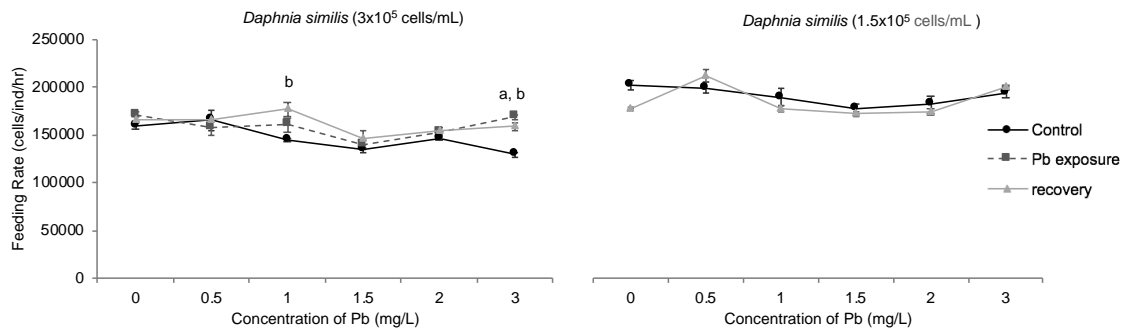 Daphnia similis (3x10⁵ cells/mL)
Daphnia similis (1.5x10⁵ cells/mL )
Feeding Rate (cells/ind/hr)
250000
200000
150000
100000
50000
0
b
a, b
0 0.5 1 1.5 2 3
Concentration of Pb (mg/L)
0 0.5 1 1.5 2 3
Concentration of Pb (mg/L)
Control
Pb exposure
recovery